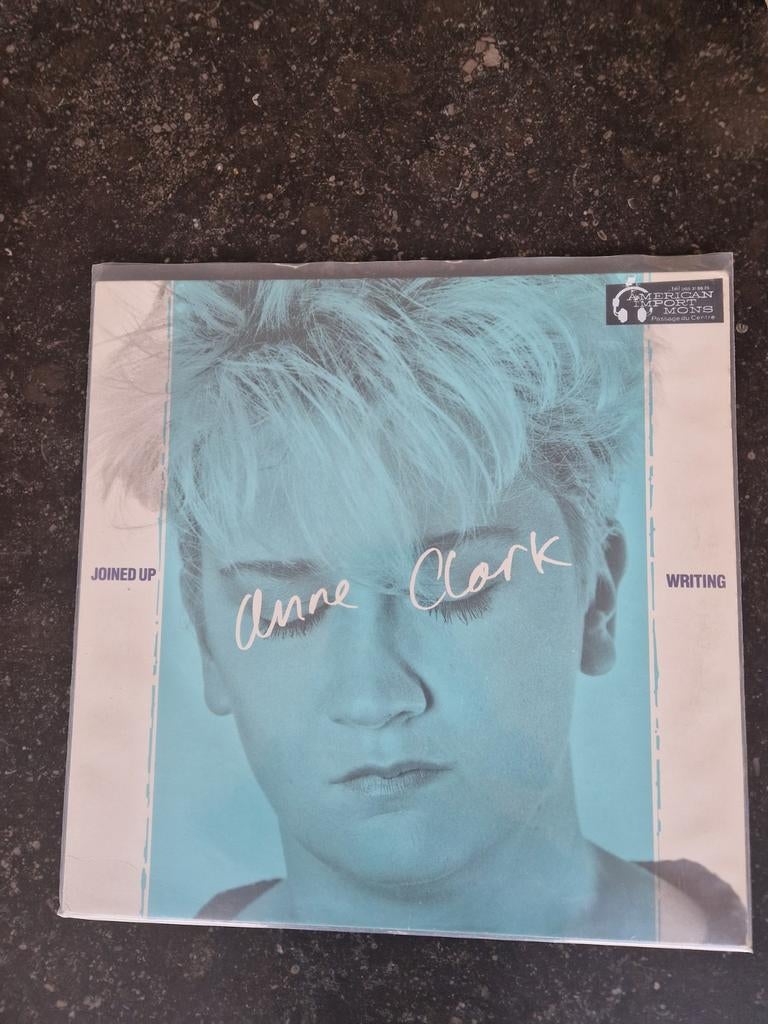 AMERICAN
IMPORT
MONS
Passage du Centre
anne Clark
JOINED UP
WRITING